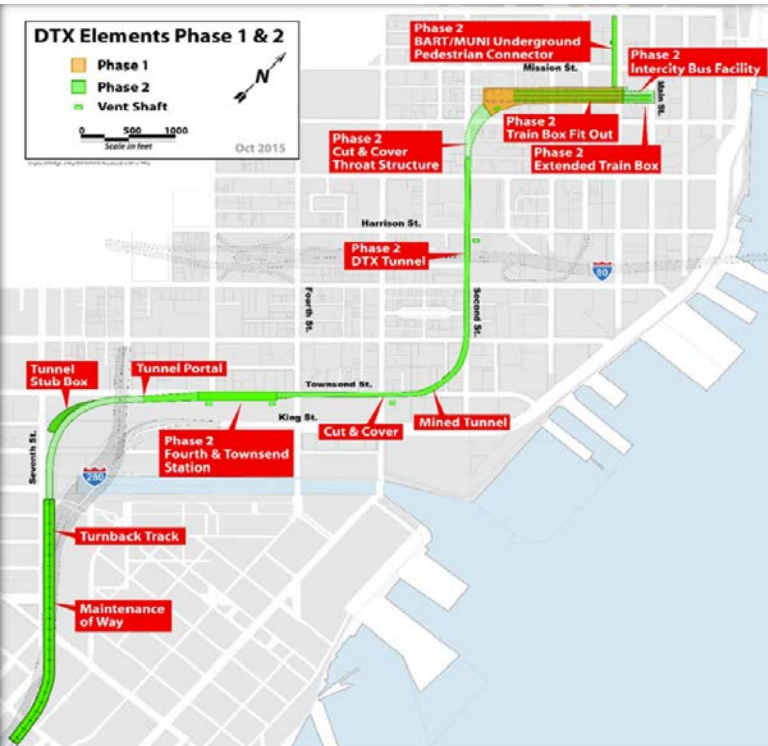 DTX Elements Phase 1 & 2
Phase 1
Phase 2
Vent Shaft
N
0 500 1000
Scale in feet
Oct 2015
Phase 2
BART/MUNI Underground
Pedestrian Connector
Mission St.
Phase 2
Intercity Bus Facility
Main St.
Phase 2
Train Box Fit Out
Phase 2
Extended Train Box
Phase 2
Cut & Cover
Throat Structure
Harrison St.
Phase 2
DTX Tunnel
80
Fourth St.
Second St.
Tunnel
Stub Box
Tunnel Portal
Townsend St.
King St.
Cut & Cover
Mined Tunnel
Phase 2
Fourth & Townsend
Station
Seventh St.
280
Turnback Track
Maintenance
of Way